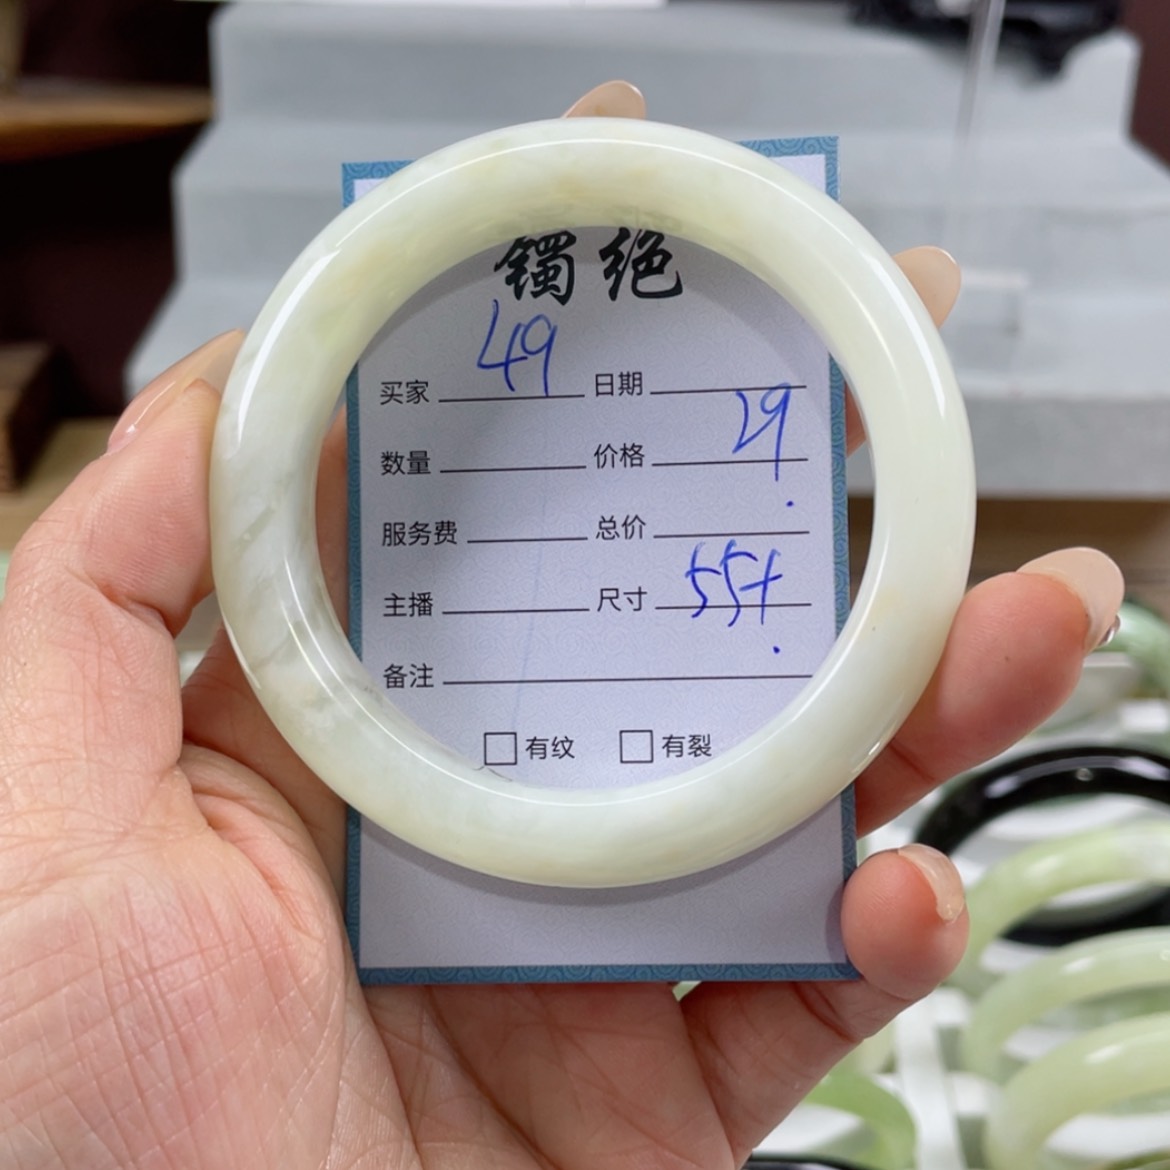 镯绝
买家 49 日期
数量 价格 29
服务费 总价
主播 尺寸 55+
备注
□有纹 □有裂